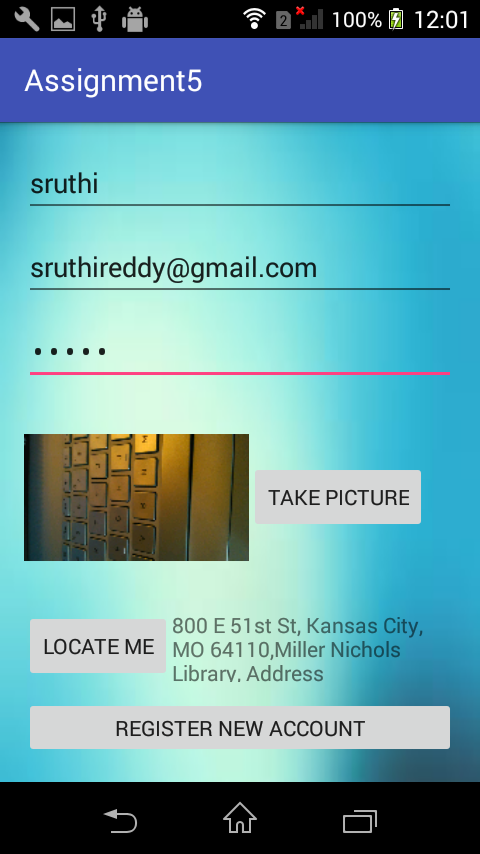 2 100% 12:01
Assignment5
sruthi
sruthireddy@gmail.com
•••••
TAKE PICTURE
LOCATE ME
800 E 51st St, Kansas City,
MO 64110,Miller Nichols
Library, Address
REGISTER NEW ACCOUNT